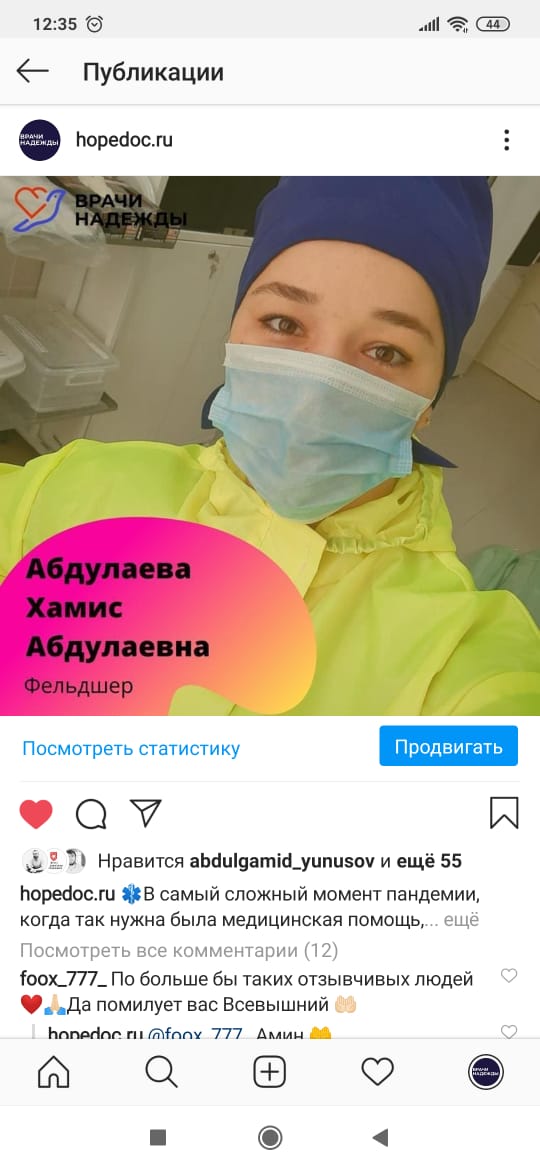 12:35
44
Публикации
ВРАЧИ
НАДЕЖДЫ
hopedoc.ru
ВРАЧИ
НАДЕЖДЫ
Абдулаева
Хамис
Абдулаевна
Фельдшер
Посмотреть статистику
Продвигать
Нравится abdulgamid_yunusov и ещё 55
hopedoc.ru В самый сложный момент пандемии,
когда так нужна была медицинская помощь,... ещё
Посмотреть все комментарии (12)
foox_777_ По больше бы таких отзывчивых людей
❤️🙏🏻Да помилует вас Всевышний 🤲🏻
hopedoc.ru @foox_777_ Амин 🤲
ВРАЧИ
НАДЕЖДЫ